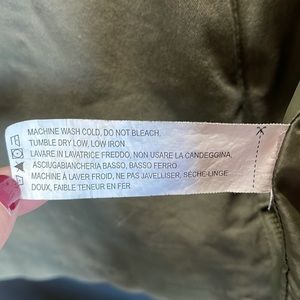 MACHINE WASH COLD, DO NOT BLEACH,
TUMBLE DRY LOW, LOW IRON
LAVARE IN LAVATRICE FREDDO, NON USARE LA CANDEGGINA,
ASCIUGABIANCHERIA BASSO, BASSO FERRO
MACHINE À LAVER FROID, NE PAS JAVELLISER, SÈCHE-LINGE
DOUX, FAIBLE TENEUR EN FER